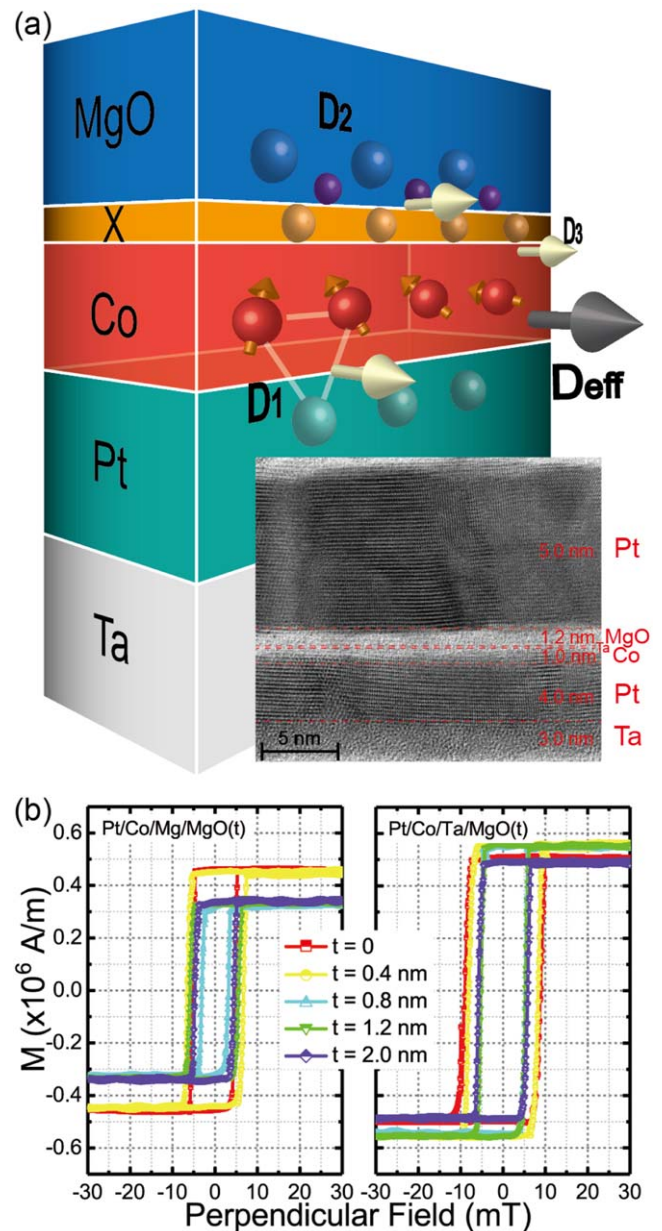 (a)
MgO
D2
X
D3
Co
D1
Deff
Pt
5.0 nm Pt
1.2 nm MgO
Ta
1.0 nm Co
4.0 nm Pt
Ta
3.0 nm Ta
5 nm
(b)
Pt/Co/Mg/MgO(t)
Pt/Co/Ta/MgO(t)
0.6
0.4
0.2
0.0
-0.2
-0.4
-0.6
M (x10⁶ A/m)
t = 0
t = 0.4 nm
t = 0.8 nm
t = 1.2 nm
t = 2.0 nm
-30 -20 -10 0 10 20 30
-30 -20 -10 0 10 20 30
Perpendicular Field (mT)